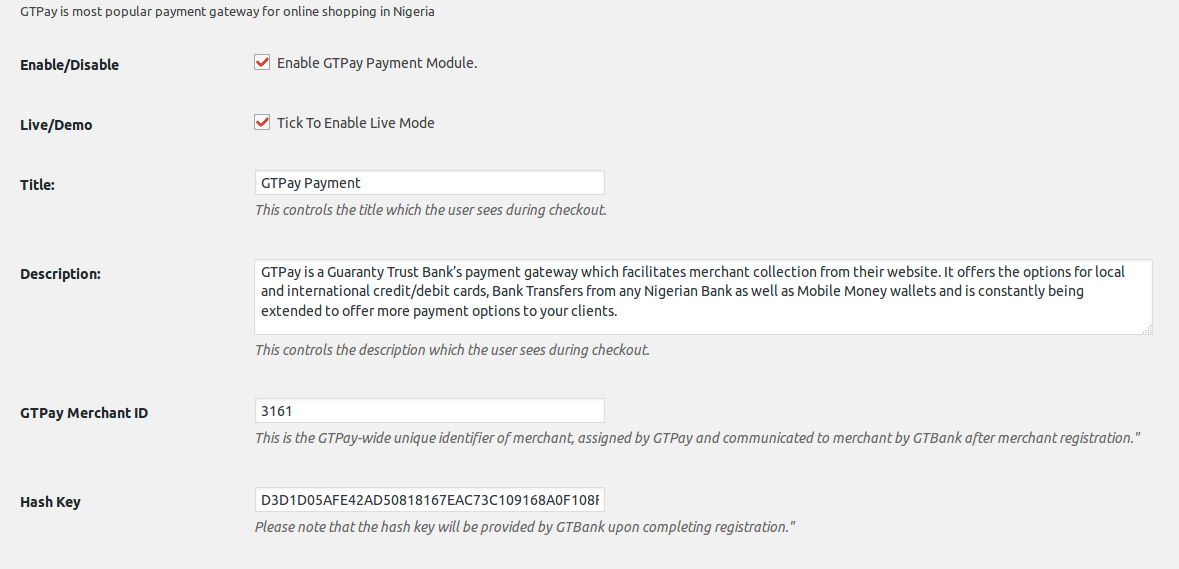 GTPay is most popular payment gateway for online shopping in Nigeria
Enable/Disable
Enable GTPay Payment Module.
Live/Demo
Tick To Enable Live Mode
Title:
GTPay Payment
This controls the title which the user sees during checkout.
Description:
GTPay is a Guaranty Trust Bank's payment gateway which facilitates merchant collection from their website. It offers the options for local
and international credit/debit cards, Bank Transfers from any Nigerian Bank as well as Mobile Money wallets and is constantly being
extended to offer more payment options to your clients.
This controls the description which the user sees during checkout.
GTPay Merchant ID
3161
This is the GTPay-wide unique identifier of merchant, assigned by GTPay and communicated to merchant by GTBank after merchant registration."
Hash Key
D3D1D05AFE42AD50818167EAC73C109168A0F108F
Please note that the hash key will be provided by GTBank upon completing registration."